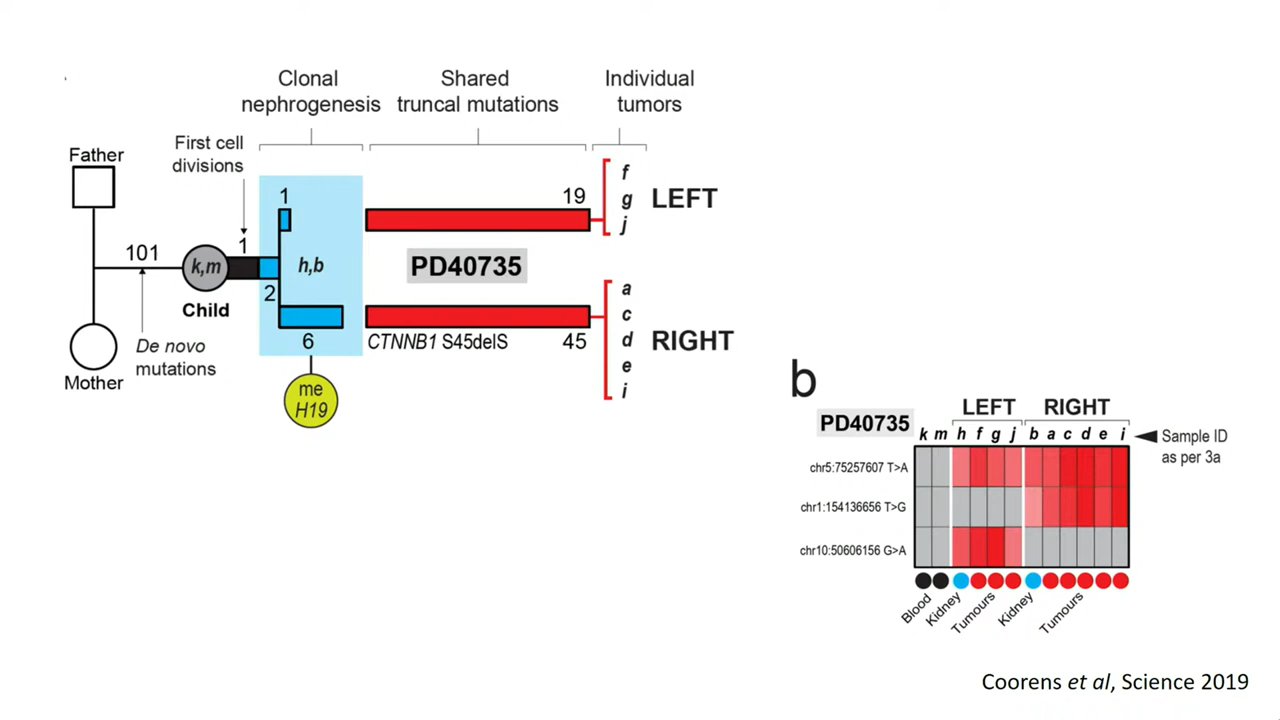 Clonal
nephrogenesis
Shared
truncal mutations
Individual
tumors
First cell
divisions
Father
1
19
f
g
j
LEFT
101
1
k,m
h,b
PD40735
Child
2
De novo
mutations
Mother
6
CTNNB1 S45delS
45
a
c
d
e
i
RIGHT
me
H19
b
PD40735
LEFT
RIGHT
k m h f g j b a c d e i
Sample ID
as per 3a
chr5:75257607 T>A
chr1:154136656 T>G
chr10:50606156 G>A
Blood
Kidney
Tumours
Kidney
Tumours
Coorens et al, Science 2019